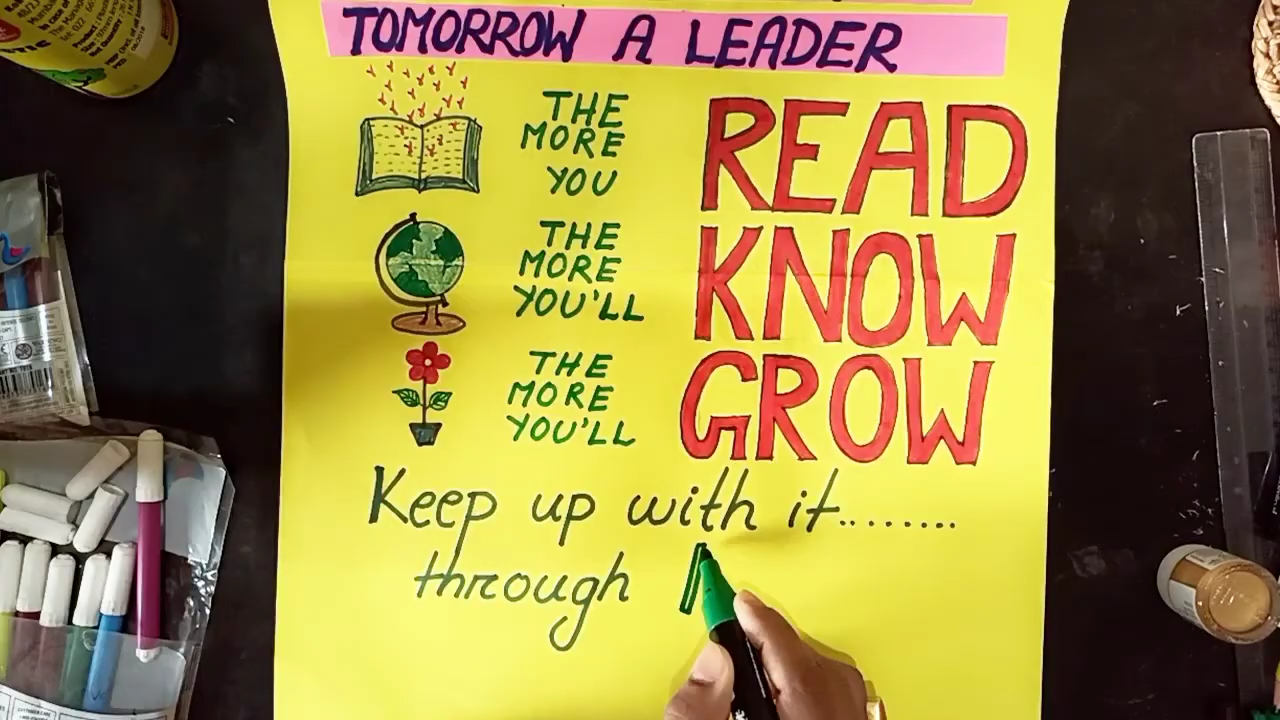 TOMORROW A LEADER
THE
MORE
YOU
READ
THE
MORE
YOU'LL
KNOW
THE
MORE
YOU'LL
GROW
Keep up with it........
through